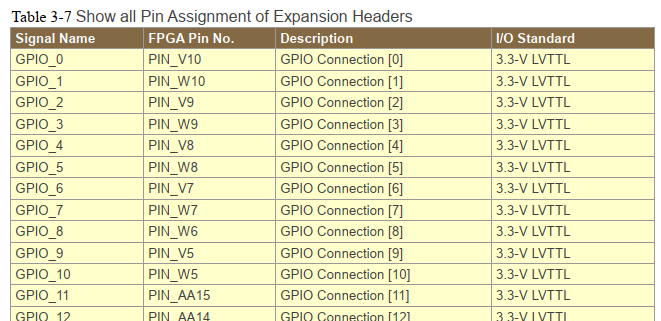 Table 3-7 Show all Pin Assignment of Expansion Headers
Signal Name FPGA Pin No. Description I/O Standard
GPIO_0 PIN_V10 GPIO Connection [0] 3.3-V LVTTL
GPIO_1 PIN_W10 GPIO Connection [1] 3.3-V LVTTL
GPIO_2 PIN_V9 GPIO Connection [2] 3.3-V LVTTL
GPIO_3 PIN_W9 GPIO Connection [3] 3.3-V LVTTL
GPIO_4 PIN_V8 GPIO Connection [4] 3.3-V LVTTL
GPIO_5 PIN_W8 GPIO Connection [5] 3.3-V LVTTL
GPIO_6 PIN_V7 GPIO Connection [6] 3.3-V LVTTL
GPIO_7 PIN_W7 GPIO Connection [7] 3.3-V LVTTL
GPIO_8 PIN_W6 GPIO Connection [8] 3.3-V LVTTL
GPIO_9 PIN_V5 GPIO Connection [9] 3.3-V LVTTL
GPIO_10 PIN_W5 GPIO Connection [10] 3.3-V LVTTL
GPIO_11 PIN_AA15 GPIO Connection [11] 3.3-V LVTTL
GPIO_12 PIN_AA14 GPIO Connection [12] 3.3-V LVTTL